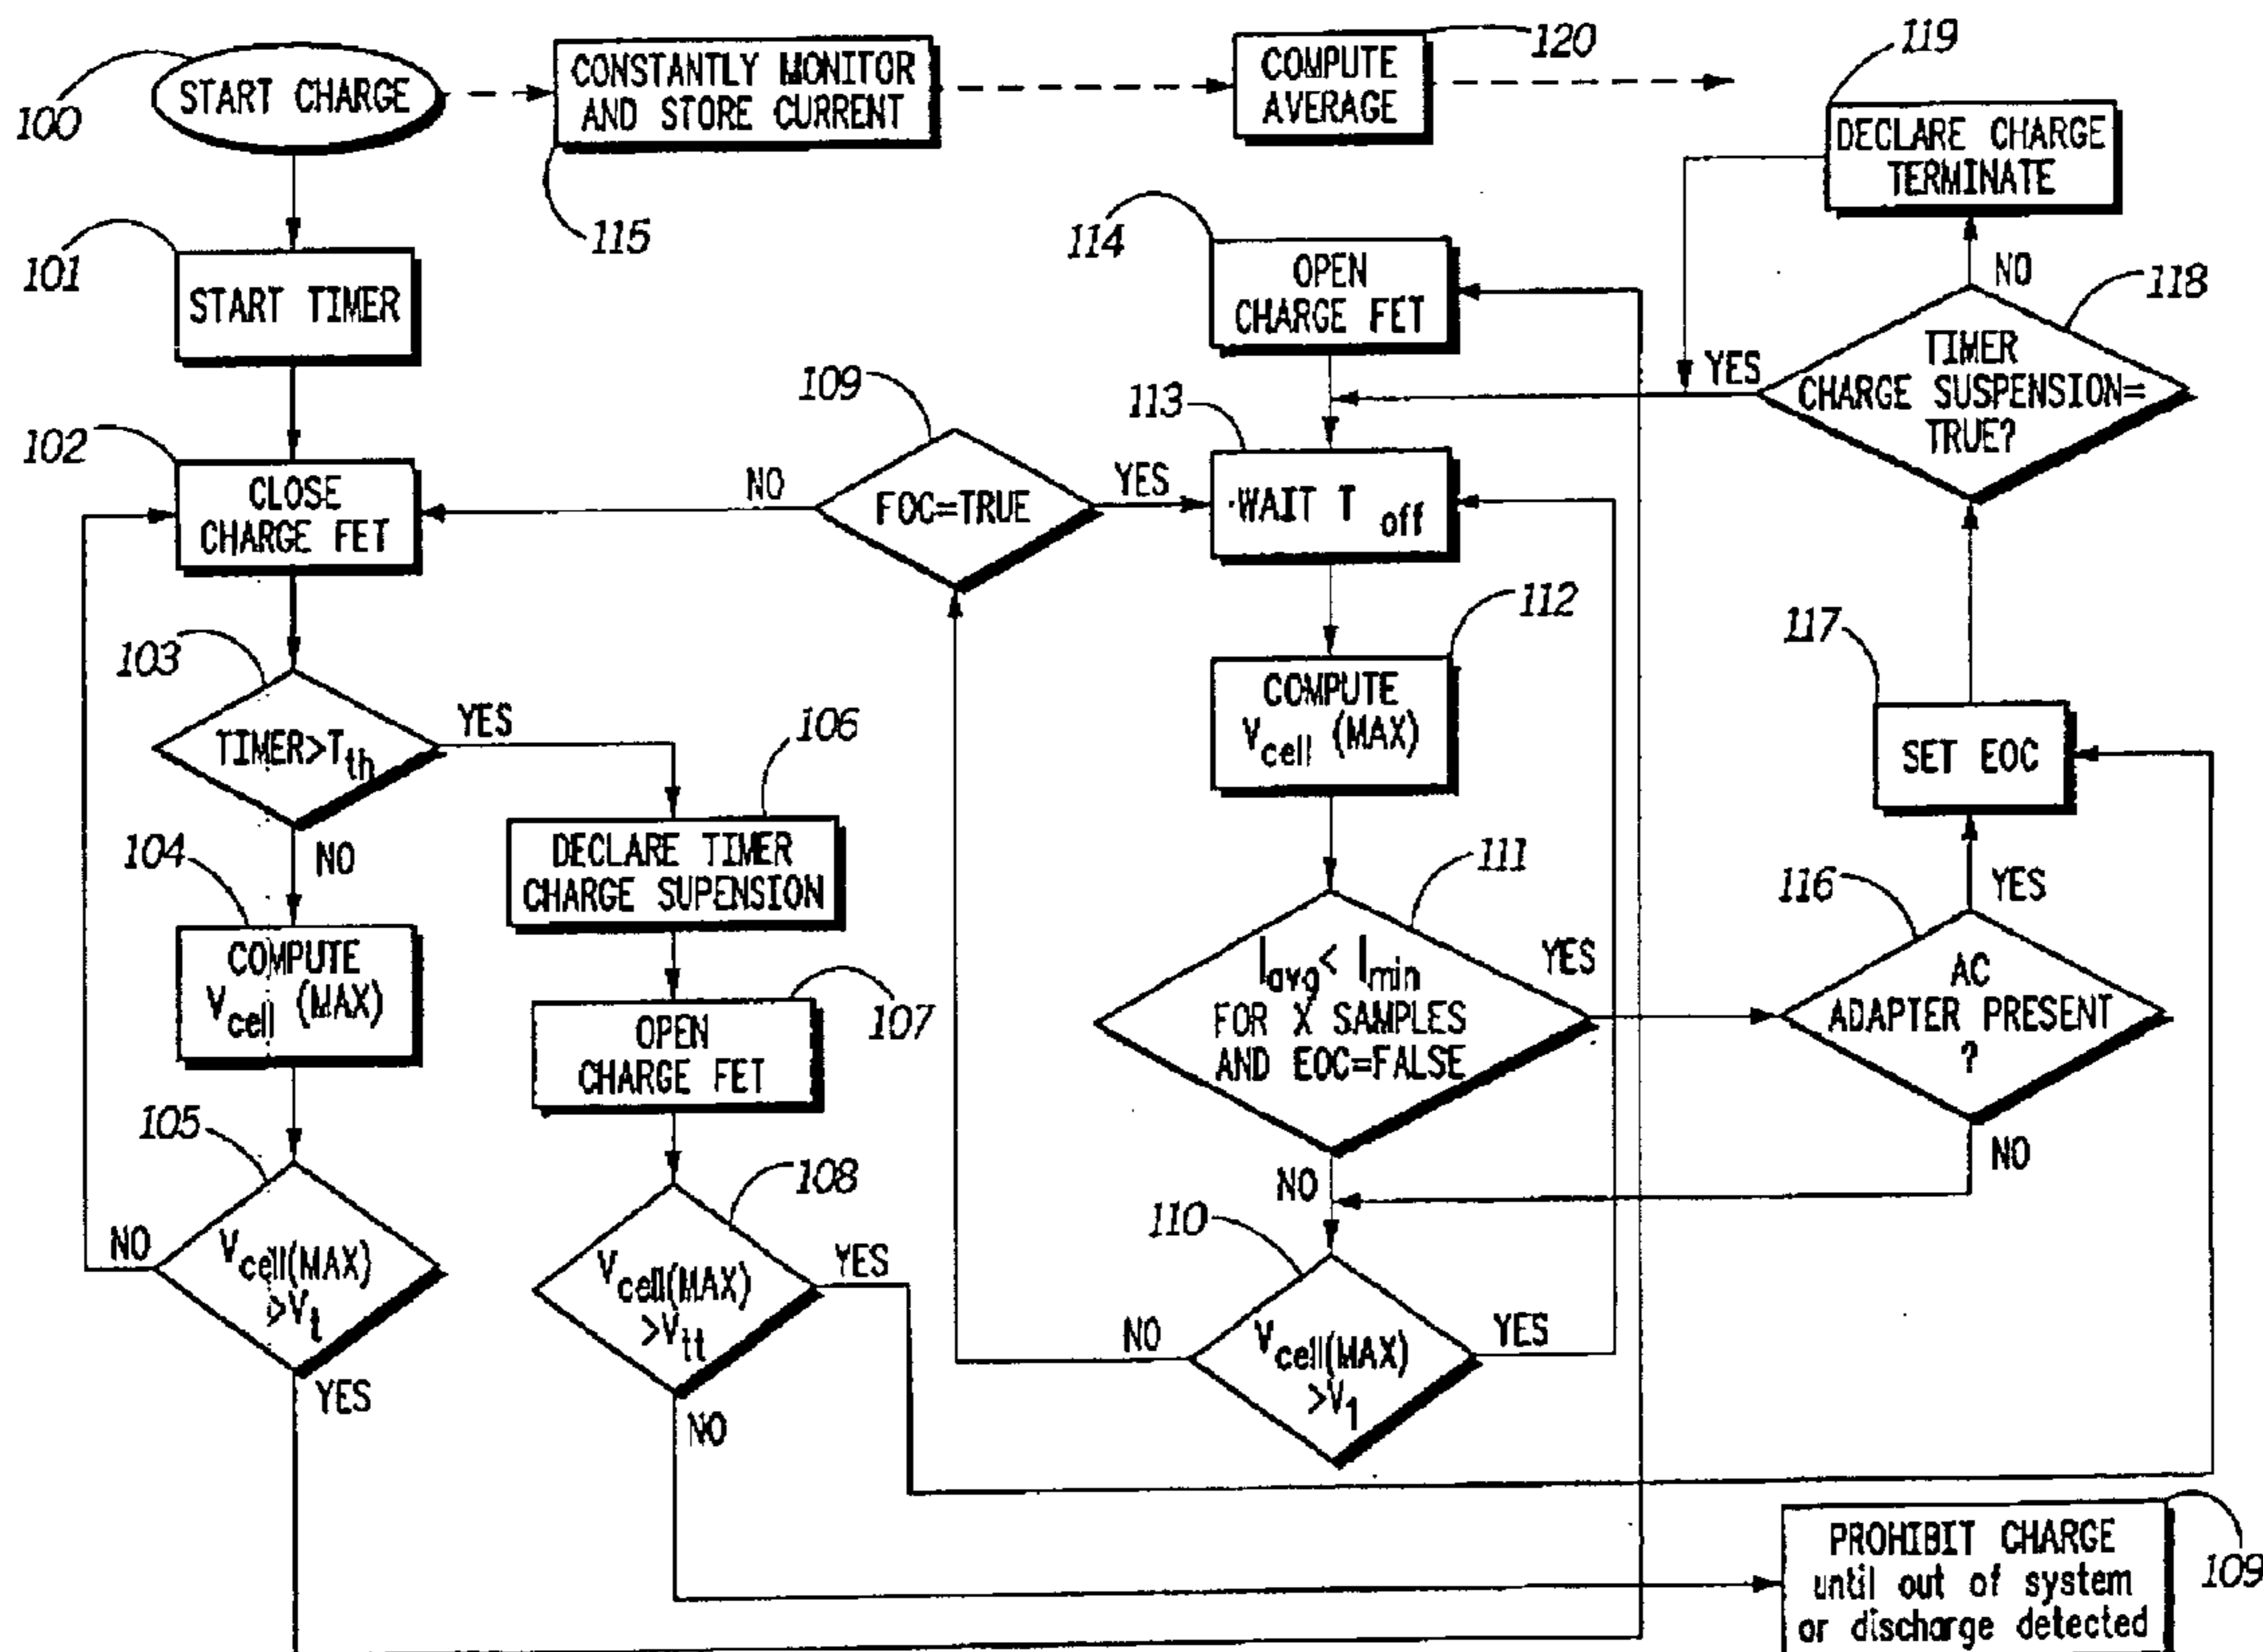 100
START CHARGE
CONSTANTLY MONITOR
AND STORE CURRENT
115
COMPUTE
AVERAGE
120
119
DECLARE CHARGE
TERMINATE
101
START TIMER
114
OPEN
CHARGE FET
NO
118
TIMER
CHARGE SUSPENSION=
TRUE?
YES
102
CLOSE
CHARGE FET
NO
109
FOC=TRUE
YES
113
WAIT T off
103
TIMER>Tth
YES
NO
106
DECLARE TIMER
CHARGE SUPENSION
112
COMPUTE
Vcell (MAX)
117
SET EOC
104
COMPUTE
Vcell (MAX)
107
OPEN
CHARGE FET
111
Iavg< Imin
FOR X SAMPLES
AND EOC=FALSE
YES
NO
116
YES
AC
ADAPTER PRESENT
?
NO
105
NO
Vcell(MAX)
>Vt
YES
108
Vcell(MAX)
>Vtt
YES
NO
110
NO
Vcell(MAX)
>V1
YES
PROHIBIT CHARGE
until out of system
or discharge detected
109